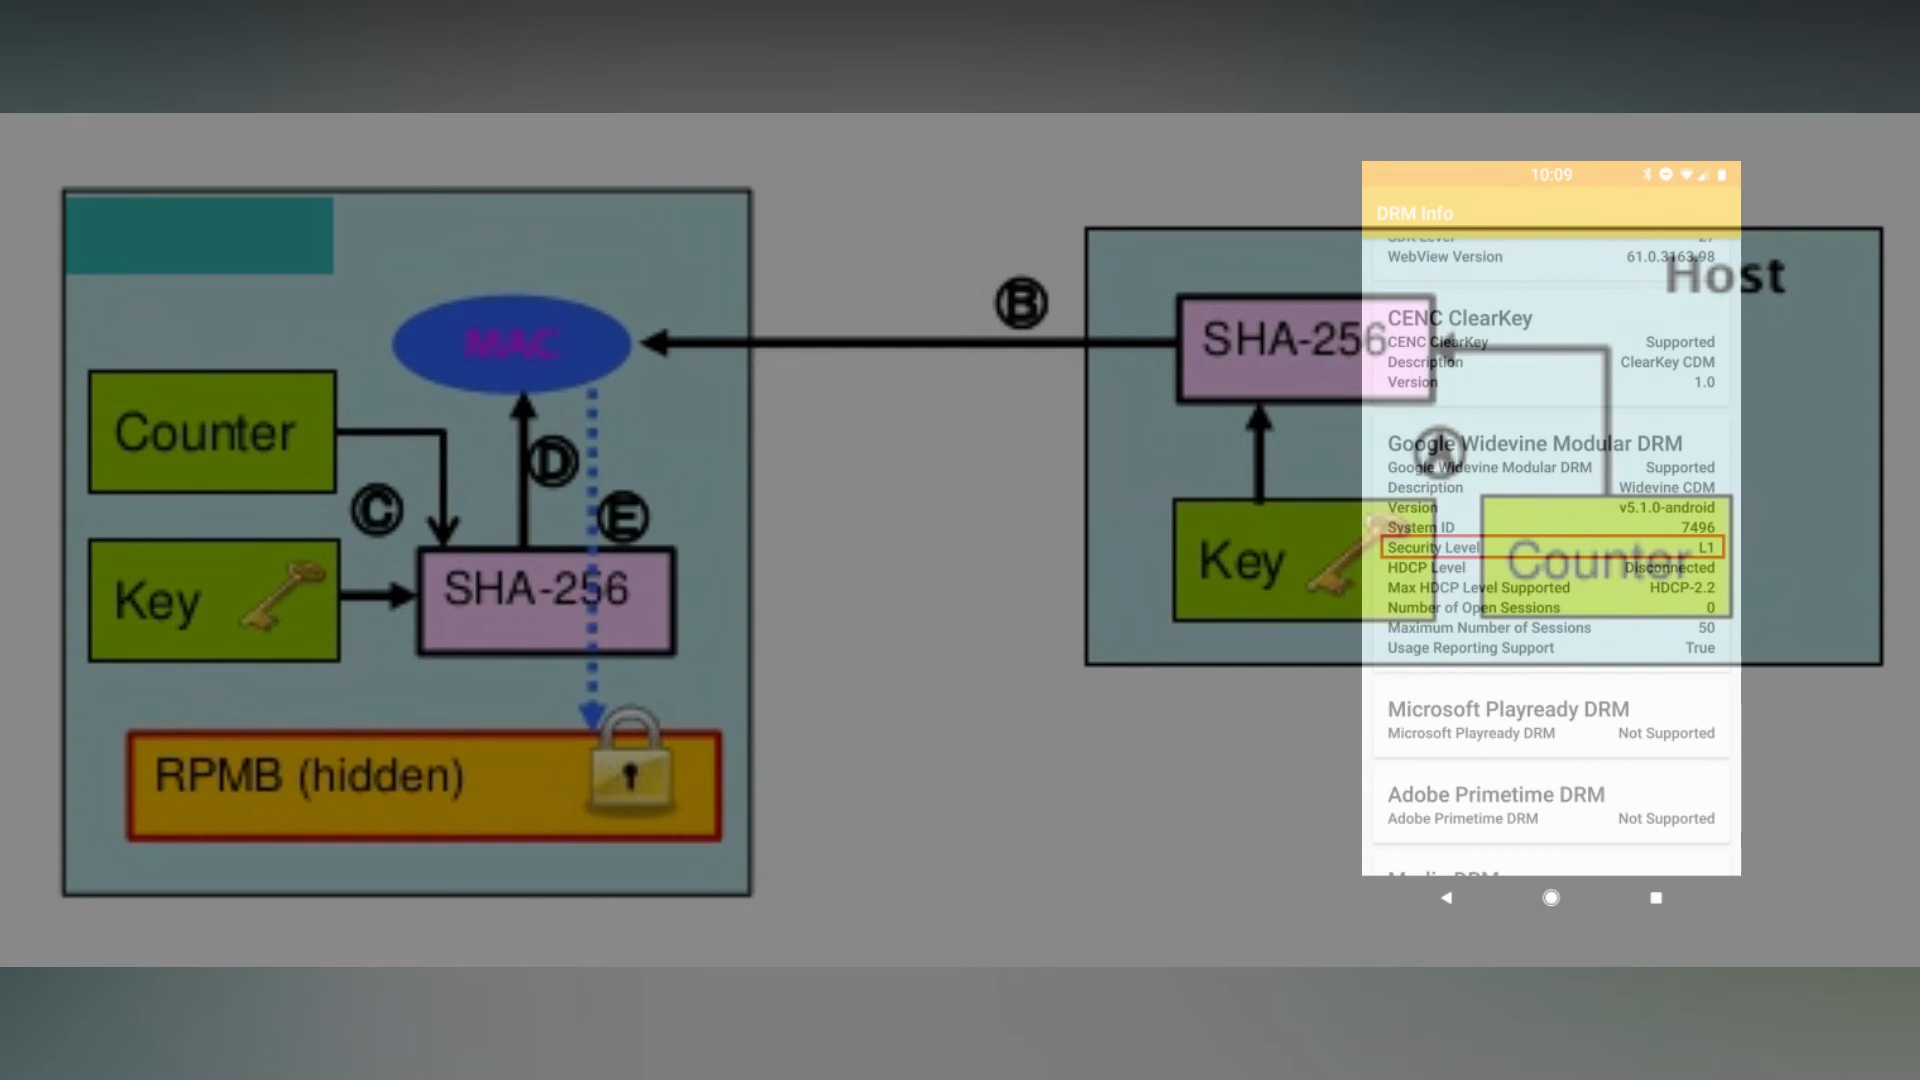 MAC
Counter
Key
SHA-256
C
D
E
RPMB (hidden)
B
Host
SHA-256
A
Key
Counter
10:09
DRM Info
WebView Version 61.0.3163.98
CENC ClearKey
CENC ClearKey Supported
Description ClearKey CDM
Version 1.0
Google Widevine Modular DRM
Google Widevine Modular DRM Supported
Description Widevine CDM
Version v5.1.0-android
System ID 7496
Security Level L1
HDCP Level Disconnected
Max HDCP Level Supported HDCP-2.2
Number of Open Sessions 0
Maximum Number of Sessions 50
Usage Reporting Support True
Microsoft Playready DRM
Microsoft Playready DRM Not Supported
Adobe Primetime DRM
Adobe Primetime DRM Not Supported